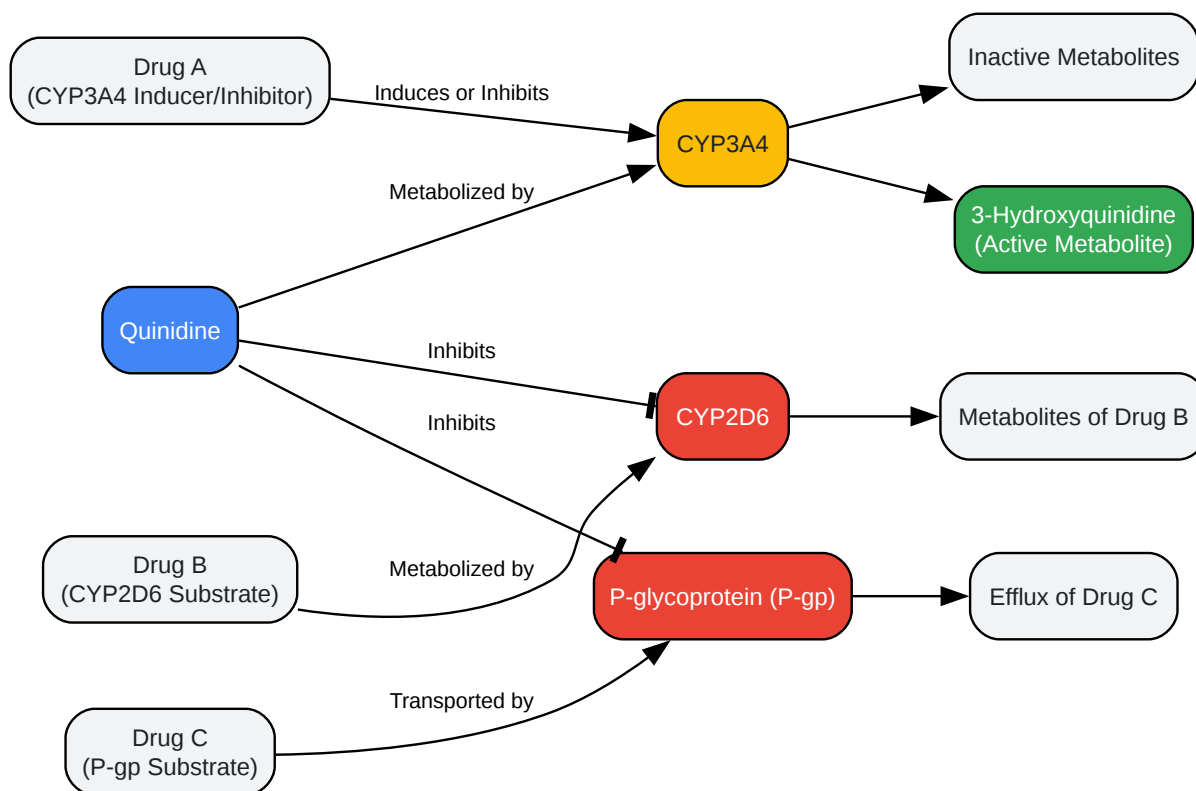 Drug A
(CYP3A4 Inducer/Inhibitor)
Induces or Inhibits
CYP3A4
Inactive Metabolites
Metabolized by
3-Hydroxyquinidine
(Active Metabolite)
Quinidine
Inhibits
CYP2D6
Metabolites of Drug B
Inhibits
Drug B
(CYP2D6 Substrate)
Metabolized by
P-glycoprotein (P-gp)
Efflux of Drug C
Transported by
Drug C
(P-gp Substrate)